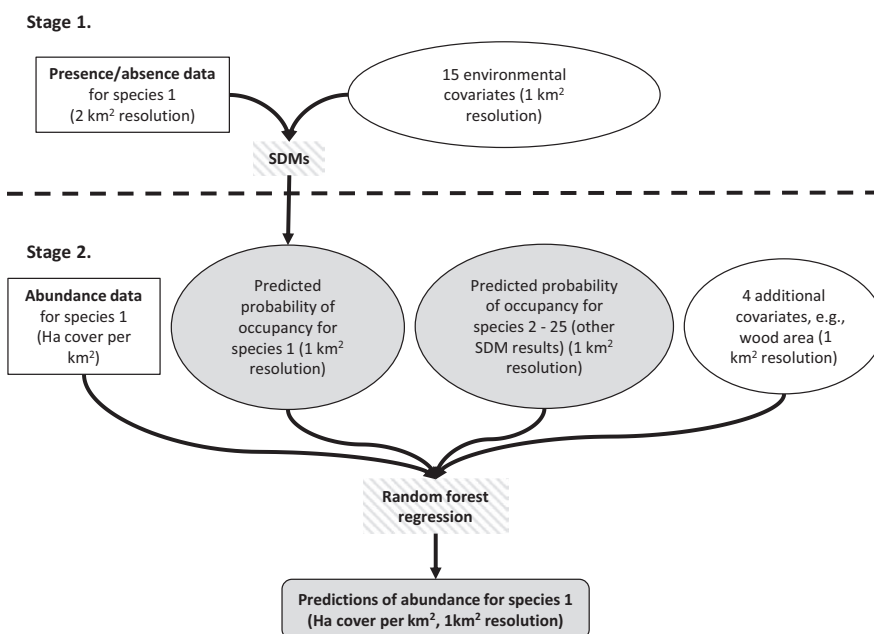 Stage 1.
Presence/absence data
for species 1
(2 km² resolution)
15 environmental
covariates (1 km²
resolution)
SDMs
Stage 2.
Abundance data
for species 1
(Ha cover per
km²)
Predicted
probability of
occupancy for
species 1 (1 km²
resolution)
Predicted probability
of occupancy for
species 2 - 25 (other
SDM results) (1 km²
resolution)
4 additional
covariates, e.g.,
wood area (1
km² resolution)
Random forest
regression
Predictions of abundance for species 1
(Ha cover per km², 1km² resolution)